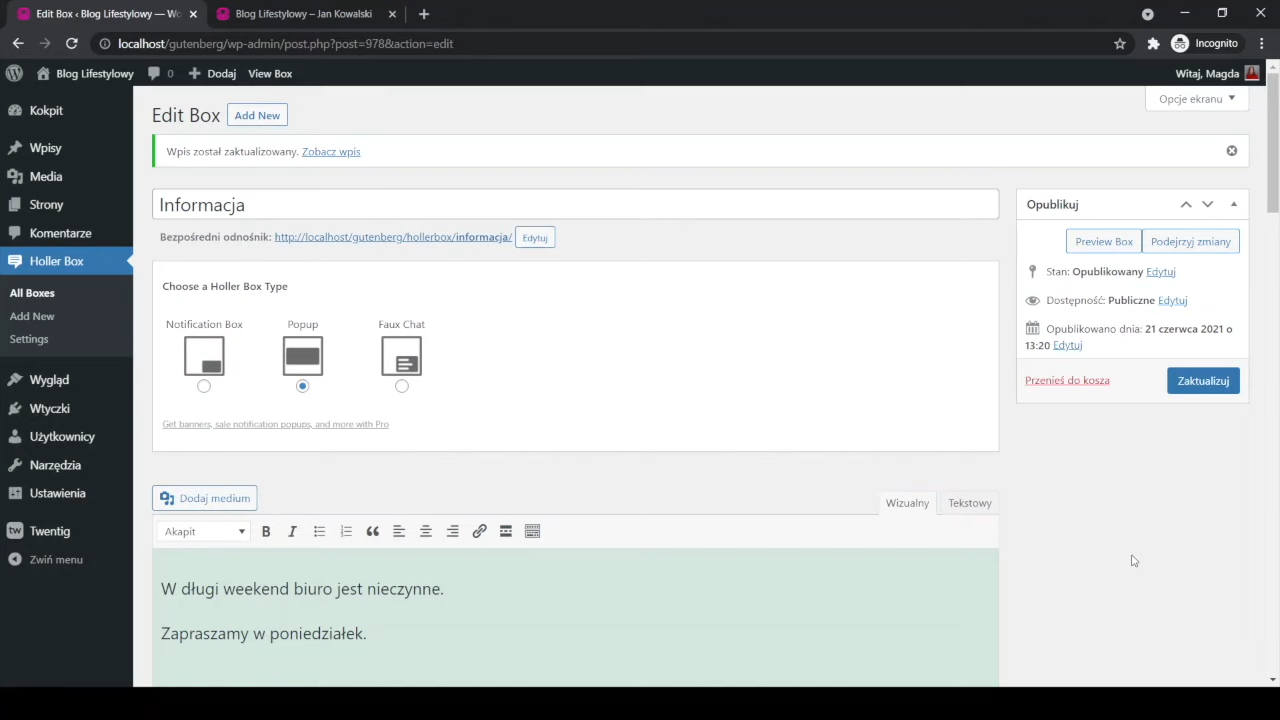 Edit Box ‹ Blog Lifestylowy — Wo
Blog Lifestylowy – Jan Kowalski
localhost/gutenberg/wp-admin/post.php?post=978&action=edit
Incognito
Blog Lifestylowy
0
Dodaj
View Box
Witaj, Magda
Kokpit
Wpisy
Media
Strony
Komentarze
Holler Box
All Boxes
Add New
Settings
Wygląd
Wtyczki
Użytkownicy
Narzędzia
Ustawienia
tw Twentig
Zwiń menu
Edit Box
Add New
Opcje ekranu
Wpis został zaktualizowany. Zobacz wpis
Informacja
Bezpośredni odnośnik: http://localhost/gutenberg/hollerbox/informacja/
Edytuj
Choose a Holler Box Type
Notification Box
Popup
Faux Chat
Get banners, sale notification popups, and more with Pro
Dodaj medium
Wizualny
Tekstowy
Akapit
B
I
W długi weekend biuro jest nieczynne.
Zapraszamy w poniedziałek.
Opublikuj
Preview Box
Podejrzyj zmiany
Stan: Opublikowany Edytuj
Dostępność: Publiczne Edytuj
Opublikowano dnia: 21 czerwca 2021 o
13:20 Edytuj
Przenieś do kosza
Zaktualizuj